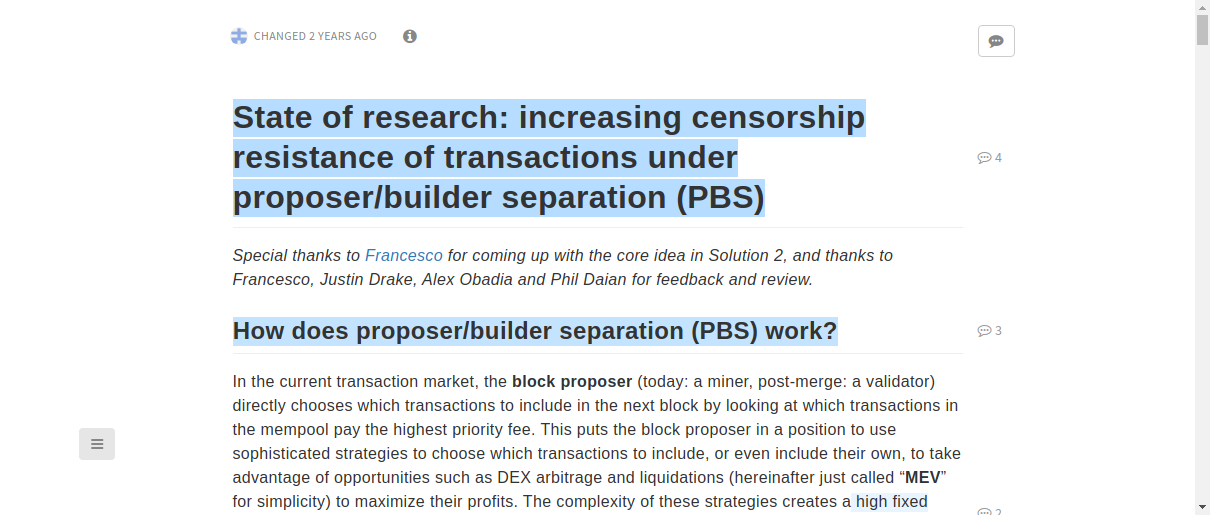 CHANGED 2 YEARS AGO
State of research: increasing censorship
resistance of transactions under
proposer/builder separation (PBS)
4
Special thanks to Francesco for coming up with the core idea in Solution 2, and thanks to
Francesco, Justin Drake, Alex Obadia and Phil Daian for feedback and review.
How does proposer/builder separation (PBS) work?
3
In the current transaction market, the block proposer (today: a miner, post-merge: a validator)
directly chooses which transactions to include in the next block by looking at which transactions in
the mempool pay the highest priority fee. This puts the block proposer in a position to use
sophisticated strategies to choose which transactions to include, or even include their own, to take
advantage of opportunities such as DEX arbitrage and liquidations (hereinafter just called “MEV”
for simplicity) to maximize their profits. The complexity of these strategies creates a high fixed
2